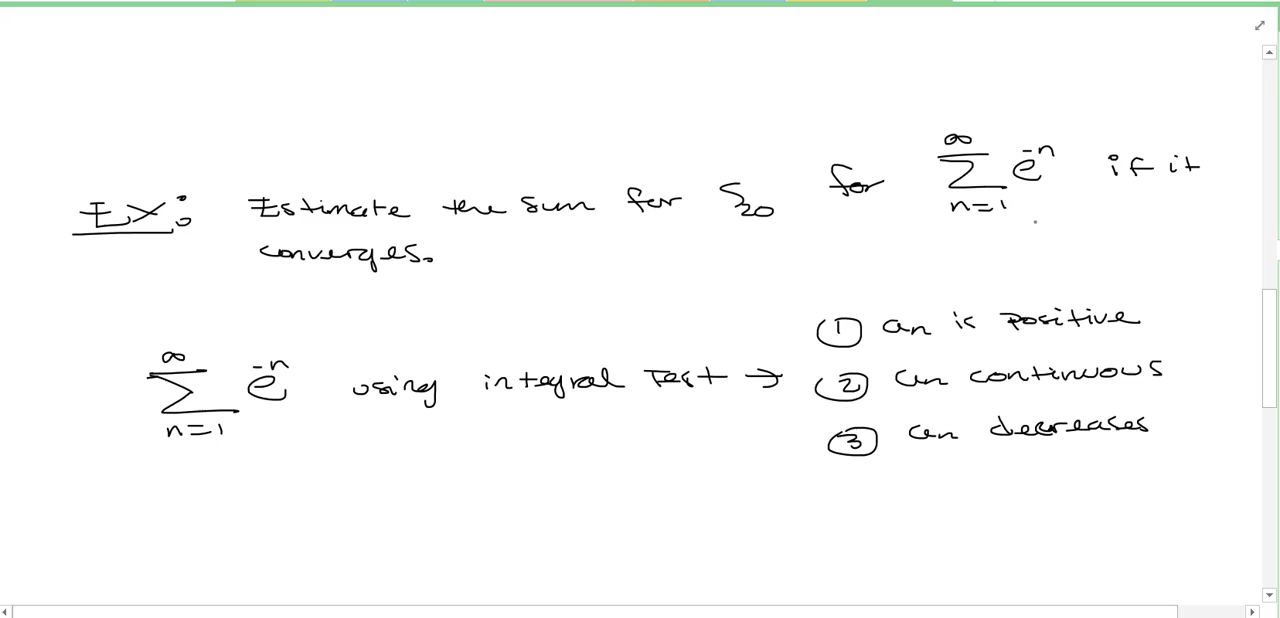 Ex: Estimate the sum for S₂₀ for ∑_{n=1}^{∞} e^{-n} if it
converges.
∑_{n=1}^{∞} e^{-n} using integral Test → ① an is positive
② an continuous
③ an decreases